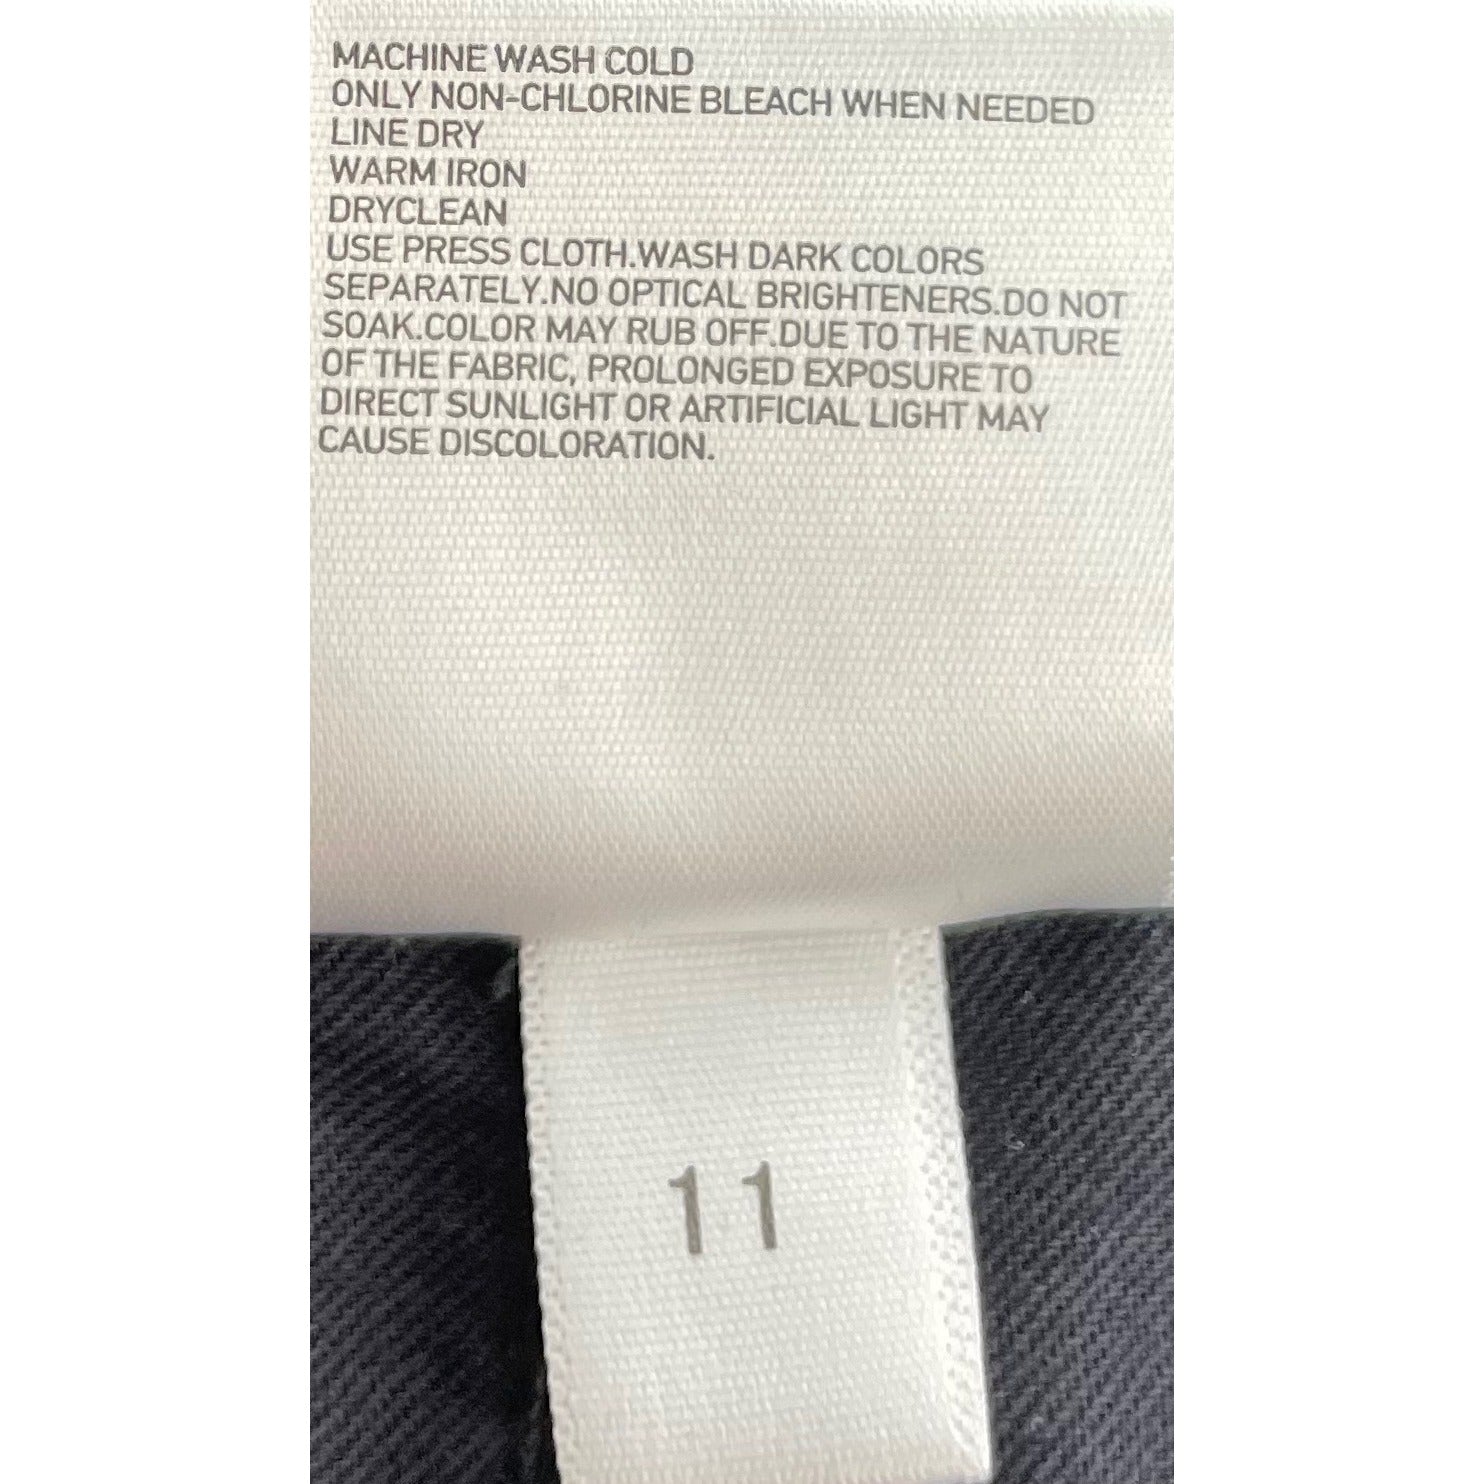 MACHINE WASH COLD
ONLY NON-CHLORINE BLEACH WHEN NEEDED
LINE DRY
WARM IRON
DRYCLEAN
USE PRESS CLOTH.WASH DARK COLORS
SEPARATELY.NO OPTICAL BRIGHTENERS.DO NOT
SOAK.COLOR MAY RUB OFF.DUE TO THE NATURE
OF THE FABRIC, PROLONGED EXPOSURE TO
DIRECT SUNLIGHT OR ARTIFICIAL LIGHT MAY
CAUSE DISCOLORATION.
11